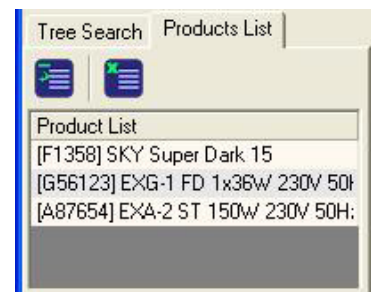 Tree Search Products List
Product List
[F1358] SKY Super Dark 15
[G56123] EXG-1 FD 1x36W 230V
[A87654] EXA-2 ST 150W 230V 50Hz